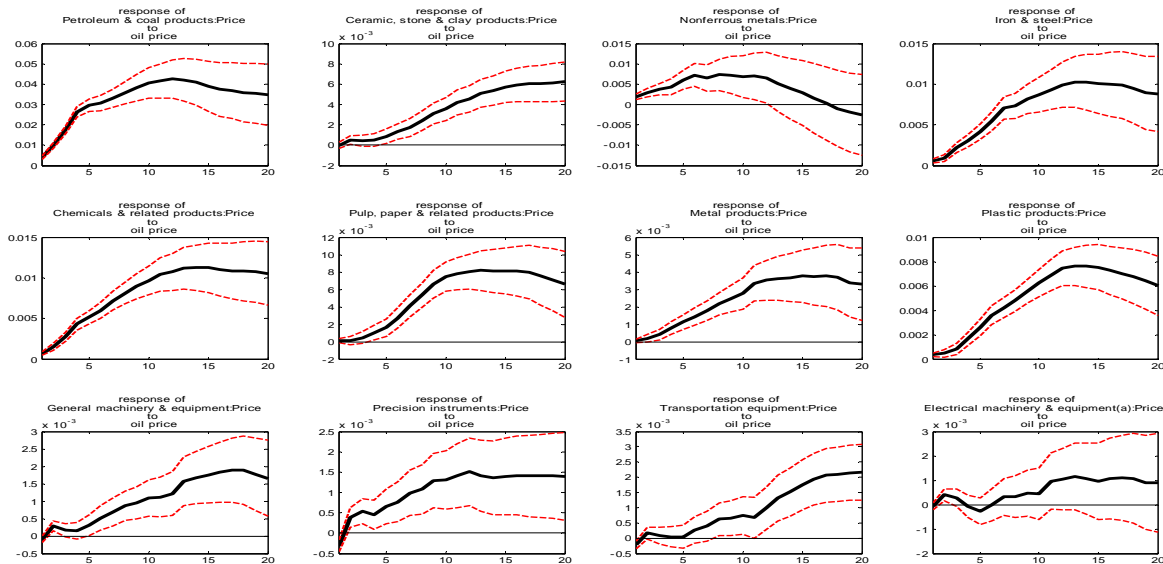 response of
Petroleum & coal products:Price
to
oil price
0.06
0.05
0.04
0.03
0.02
0.01
0
5
10
15
20
response of
Ceramic, stone & clay products:Price
to
oil price
x 10^-3
10
8
6
4
2
0
-2
5
10
15
20
response of
Nonferrous metals:Price
to
oil price
0.015
0.01
0.005
0
-0.005
-0.01
-0.015
5
10
15
20
response of
Iron & steel:Price
to
oil price
0.015
0.01
0.005
0
5
10
15
20
response of
Chemicals & related products:Price
to
oil price
0.015
0.01
0.005
0
5
10
15
20
response of
Pulp, paper & related products:Price
to
oil price
x 10^-3
12
10
8
6
4
2
0
-2
5
10
15
20
response of
Metal products:Price
to
oil price
x 10^-3
6
5
4
3
2
1
0
-1
5
10
15
20
response of
Plastic products:Price
to
oil price
0.01
0.008
0.006
0.004
0.002
0
5
10
15
20
response of
General machinery & equipment:Price
to
oil price
x 10^-3
3
2.5
2
1.5
1
0.5
0
-0.5
5
10
15
20
response of
Precision instruments:Price
to
oil price
x 10^-3
2.5
2
1.5
1
0.5
0
-0.5
5
10
15
20
response of
Transportation equipment:Price
to
oil price
x 10^-3
3.5
3
2.5
2
1.5
1
0.5
0
-0.5
5
10
15
20
response of
Electrical machinery & equipment(a):Price
to
oil price
x 10^-3
3
2
1
0
-1
-2
5
10
15
20